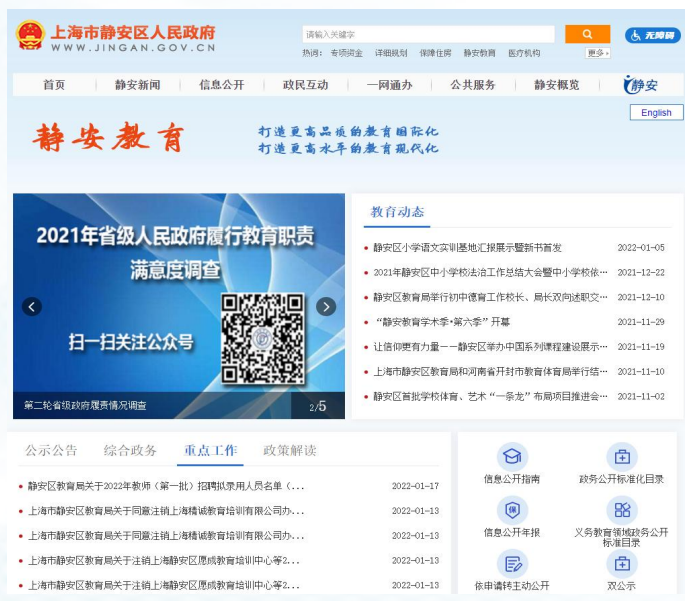 上海市静安区人民政府
WWW.JINGAN.GOV.CN
请输入关键字
无障碍
热词: 专项资金 详细规划 保障住房 静安教育 医疗机构 更多
首页 静安新闻 信息公开 政民互动 一网通办 公共服务 静安概览 静安
English
静安教育
打造更高品质的教育国际化
打造更高水平的教育现代化
2021年省级人民政府履行教育职责
满意度调查
扫一扫关注公众号
第二轮省级政府履责情况调查 2/5
教育动态
静安区小学语文实训基地汇报展示暨新书首发 2022-01-05
2021年静安区中小学校法治工作总结大会暨中小学校依… 2021-12-22
静安区教育局举行初中德育工作校长、局长双向述职交… 2021-12-10
“静安教育学术季•第六季”开幕 2021-11-29
让信仰更有力量——静安区举办中国系列课程建设展示… 2021-11-19
上海市静安区教育局和河南省开封市教育体育局举行结… 2021-11-10
静安区首批学校体育、艺术“一条龙”布局项目推进会… 2021-11-02
公示公告 综合政务 重点工作 政策解读
静安区教育局关于2022年教师（第一批）招聘拟录用人员名单（... 2022-01-17
上海市静安区教育局关于同意注销上海精诚教育培训有限公司办... 2022-01-13
上海市静安区教育局关于同意注销上海精诚教育培训有限公司办... 2022-01-13
上海市静安区教育局关于注销上海静安区愿成教育培训中心等2... 2022-01-13
上海市静安区教育局关于注销上海静安区愿成教育培训中心等2... 2022-01-13
信息公开指南 政务公开标准化目录
保
信息公开年报 义务教育领域政务公开
标准目录
依申请转主动公开 双公示